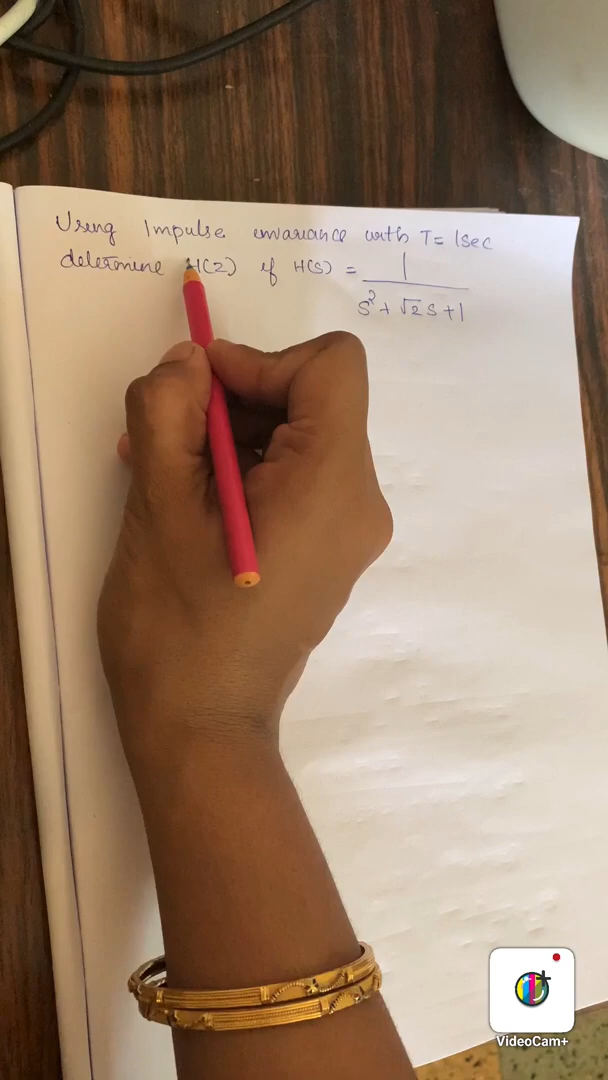 Using Impulse invariance with T= 1sec
determine H(Z) if H(S) = 1
s² + √2 s + 1
VideoCam+